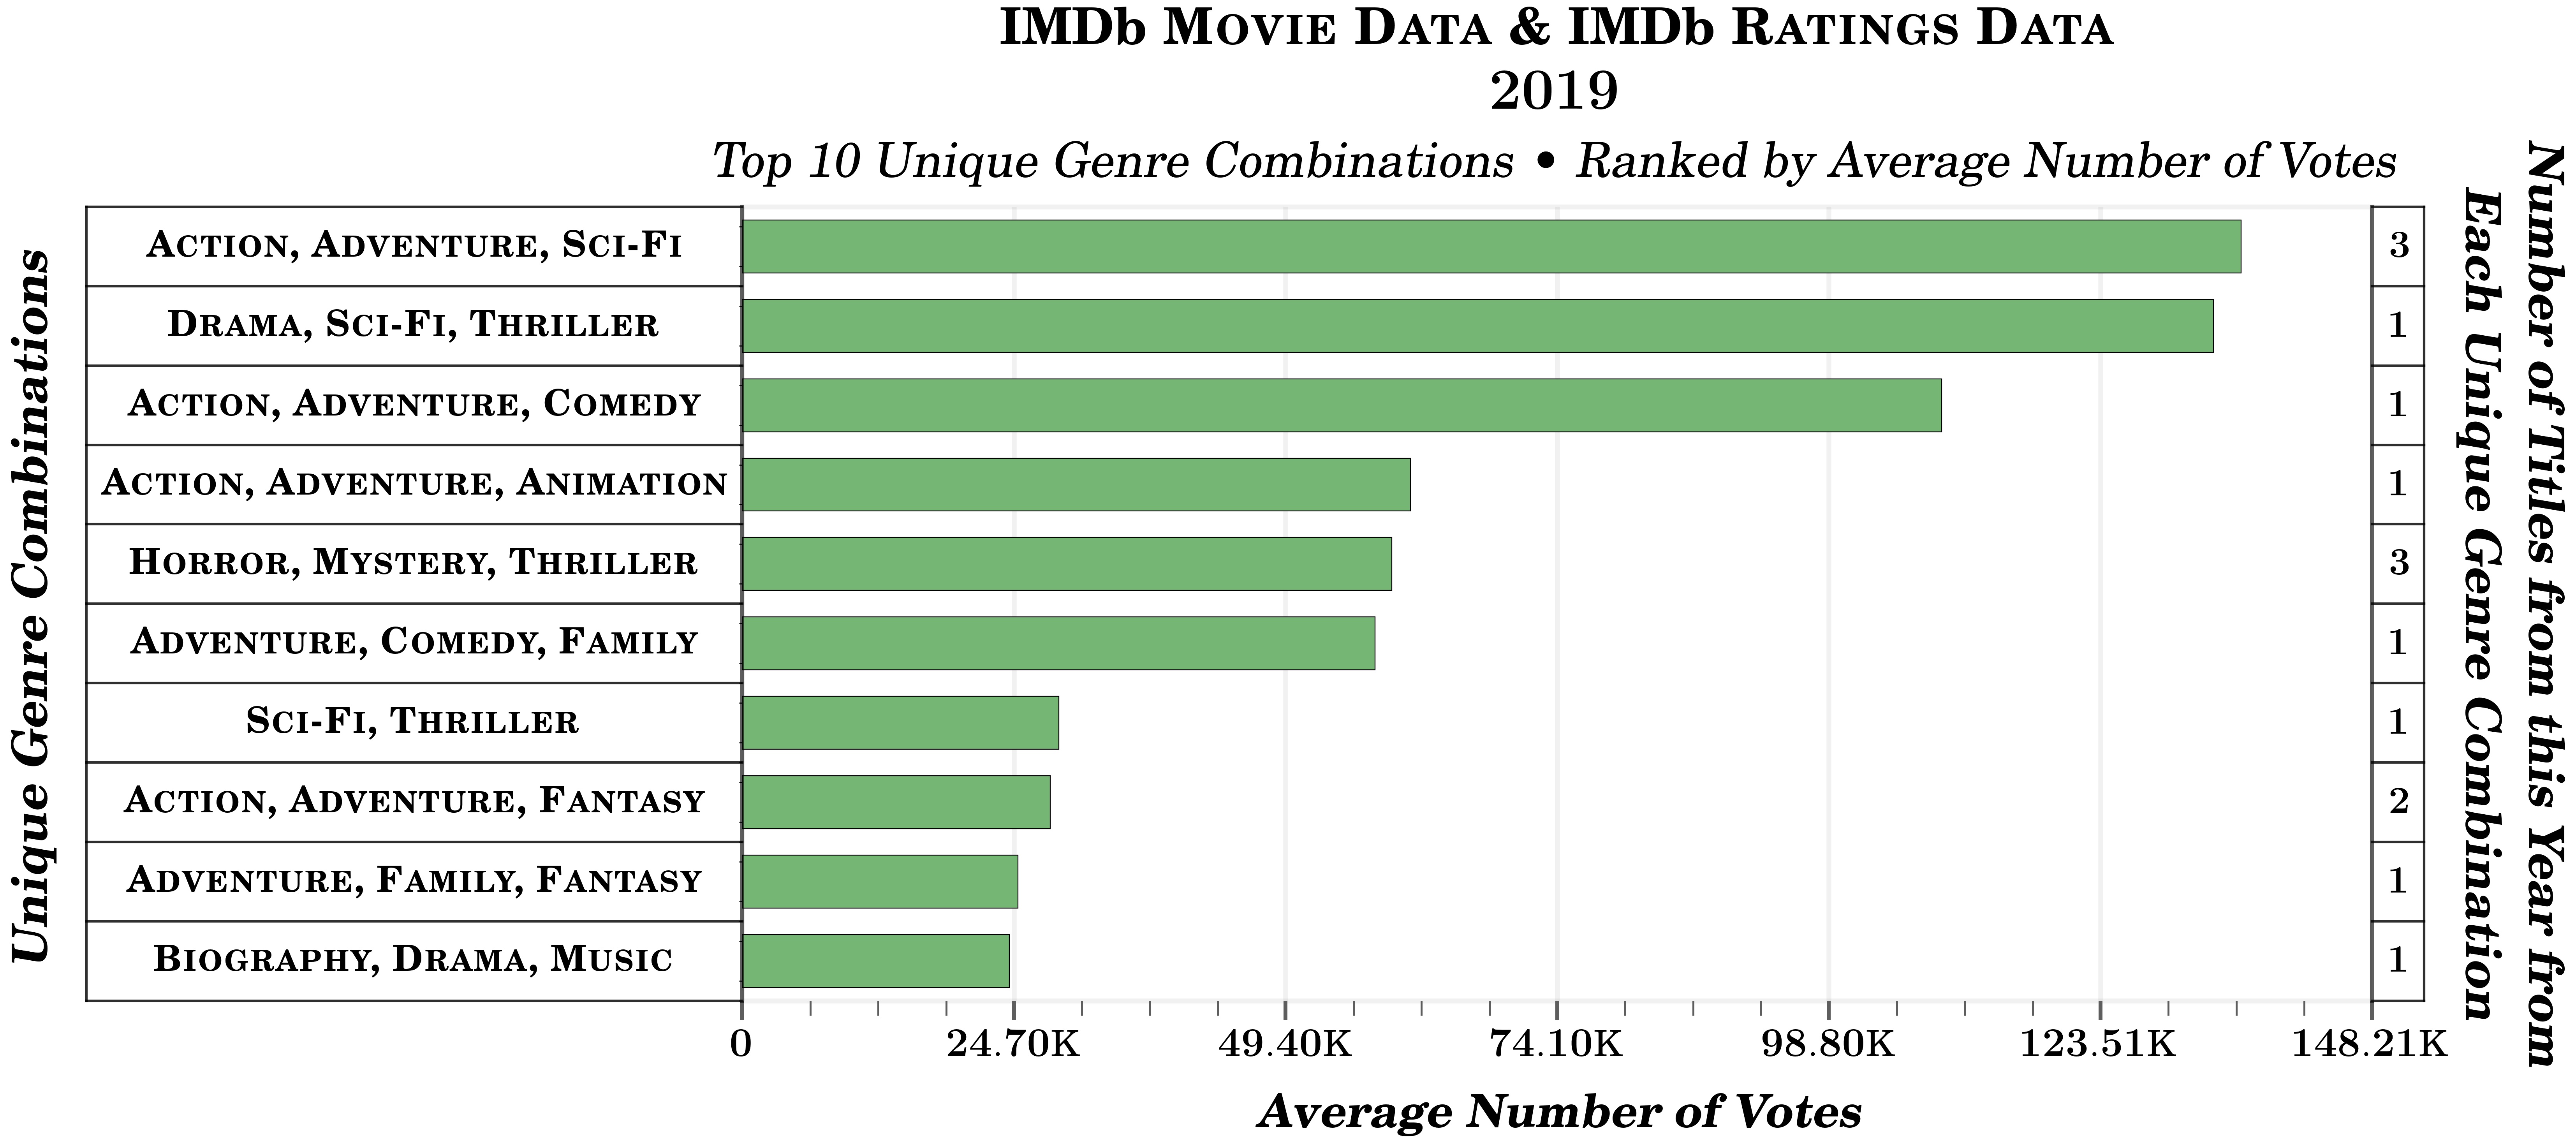 IMDb Movie Data & IMDb Ratings Data
2019
Top 10 Unique Genre Combinations • Ranked by Average Number of Votes
Unique Genre Combinations
Action, Adventure, Sci-Fi
3
Drama, Sci-Fi, Thriller
1
Action, Adventure, Comedy
1
Action, Adventure, Animation
1
Horror, Mystery, Thriller
3
Adventure, Comedy, Family
1
Sci-Fi, Thriller
1
Action, Adventure, Fantasy
2
Adventure, Family, Fantasy
1
Biography, Drama, Music
1
Number of Titles from this Year from
Each Unique Genre Combination
0 24.70K 49.40K 74.10K 98.80K 123.51K 148.21K
Average Number of Votes